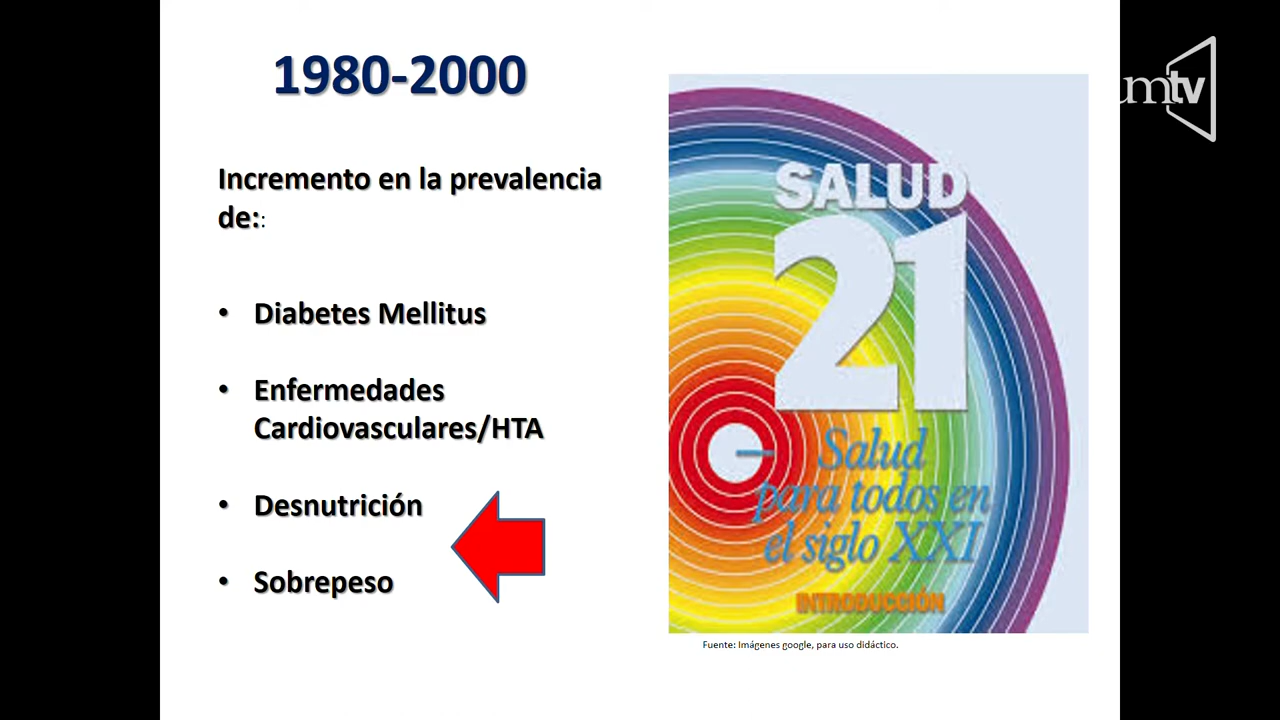 1980-2000
Incremento en la prevalencia
de::
• Diabetes Mellitus
• Enfermedades
Cardiovasculares/HTA
• Desnutrición
• Sobrepeso
SALUD
21
Salud
para todos en
el siglo XXI
INTRODUCCIÓN
Fuente: Imágenes google, para uso didáctico.
umtv